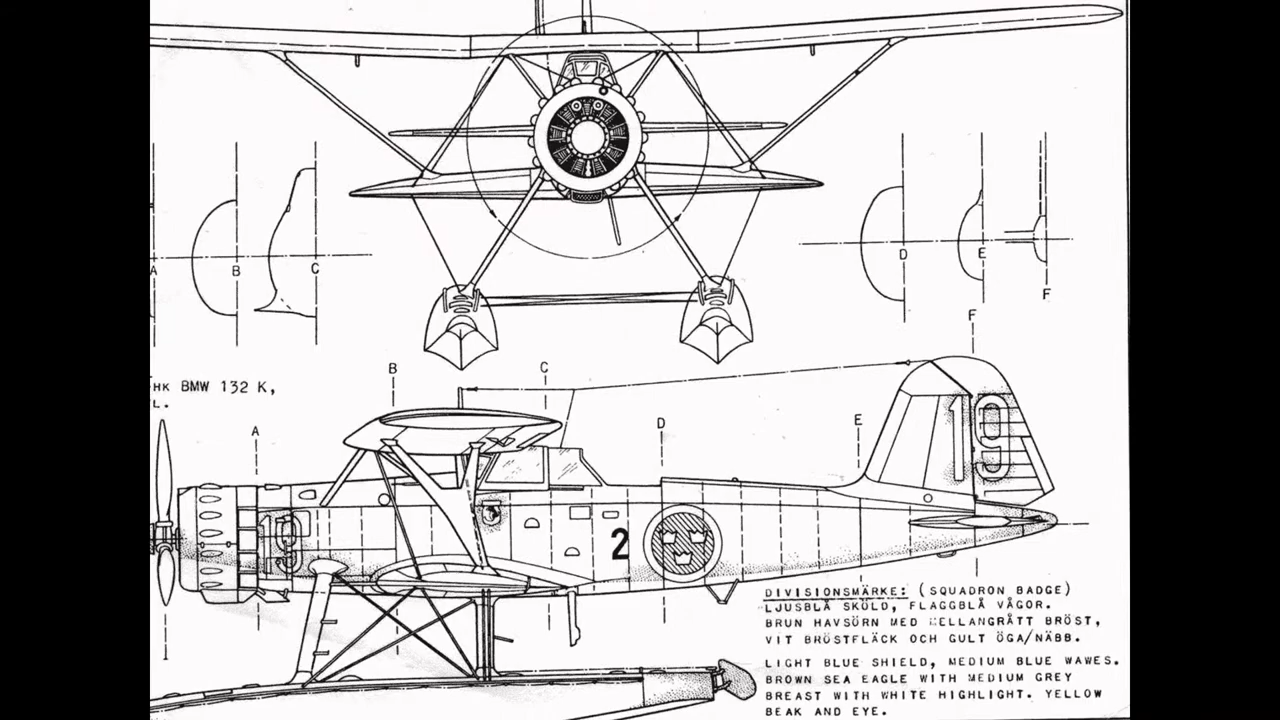 A
B
C
D
E
F
F
HK BMW 132 K,
L.
B
C
D
E
A
19
19
2
DIVISIONSMÄRKE: (SQUADRON BADGE)
LJUSBLÅ SKÖLD, FLAGGBLÅ VÅGOR.
BRUN HAVSÖRN MED MELLANGRÅTT BRÖST,
VIT BRÖSTFLÄCK OCH GULT ÖGA/NÄBB.
LIGHT BLUE SHIELD, MEDIUM BLUE WAWES.
BROWN SEA EAGLE WITH MEDIUM GREY
BREAST WITH WHITE HIGHLIGHT. YELLOW
BEAK AND EYE.